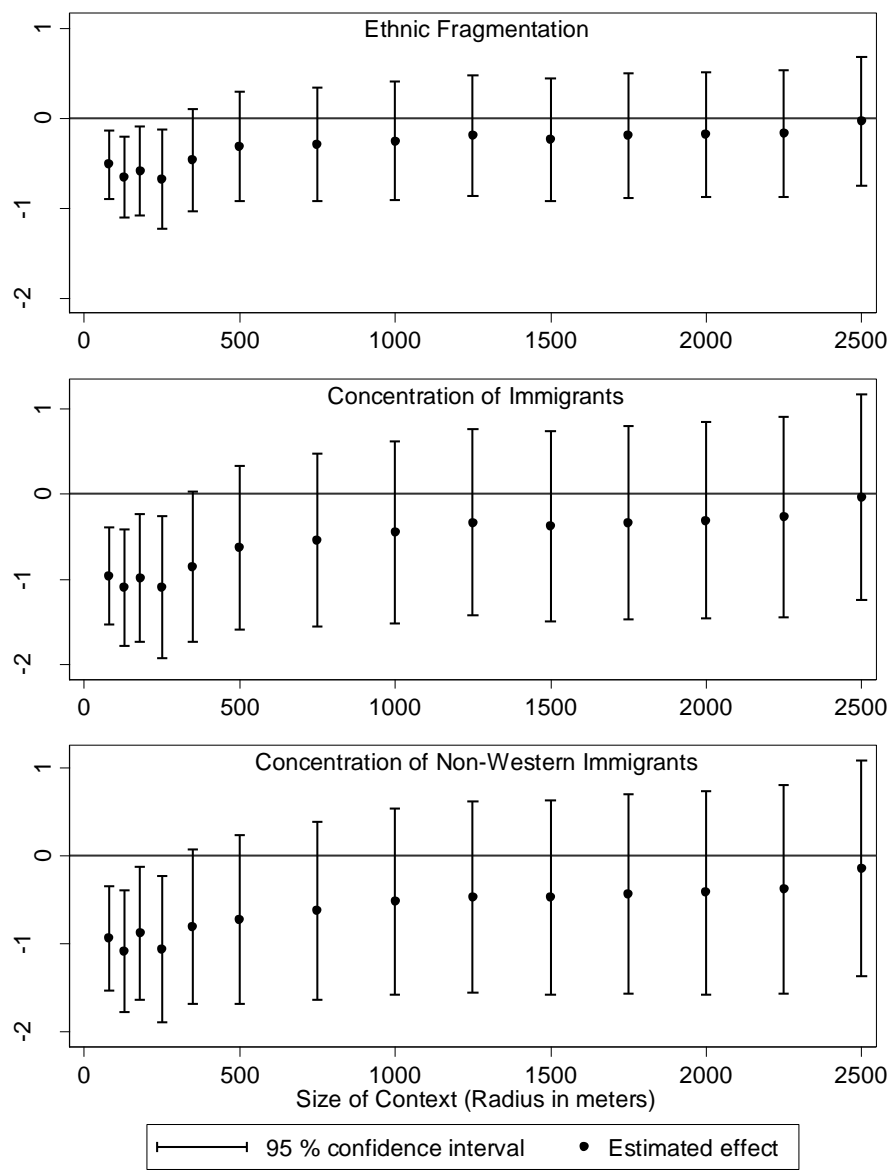 Ethnic Fragmentation
1
0
-1
-2
0 500 1000 1500 2000 2500
Concentration of Immigrants
1
0
-1
-2
0 500 1000 1500 2000 2500
Concentration of Non-Western Immigrants
1
0
-1
-2
0 500 1000 1500 2000 2500
Size of Context (Radius in meters)
95 % confidence interval Estimated effect